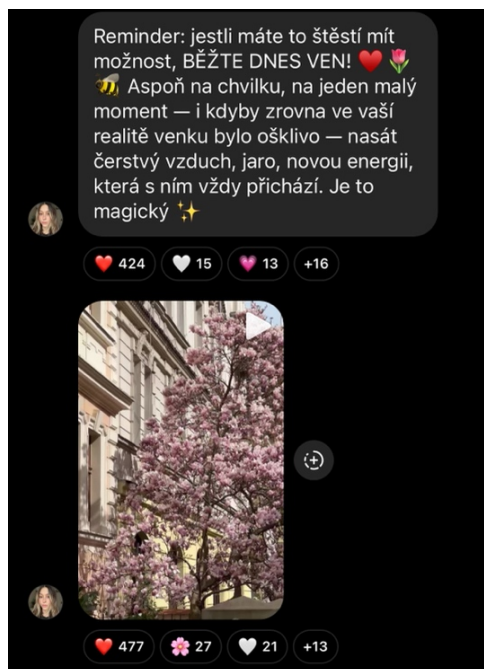 Reminder: jestli máte to štěstí mít
možnost, BĚŽTE DNES VEN! ❤️ 🌷
🐝 Aspoň na chvilku, na jeden malý
moment — i kdyby zrovna ve vaší
realitě venku bylo ošklivo — nasát
čerstvý vzduch, jaro, novou energii,
která s ním vždy přichází. Je to
magický ✨
❤️ 424 🤍 15 💗 13 +16
❤️ 477 🌸 27 🤍 21 +13